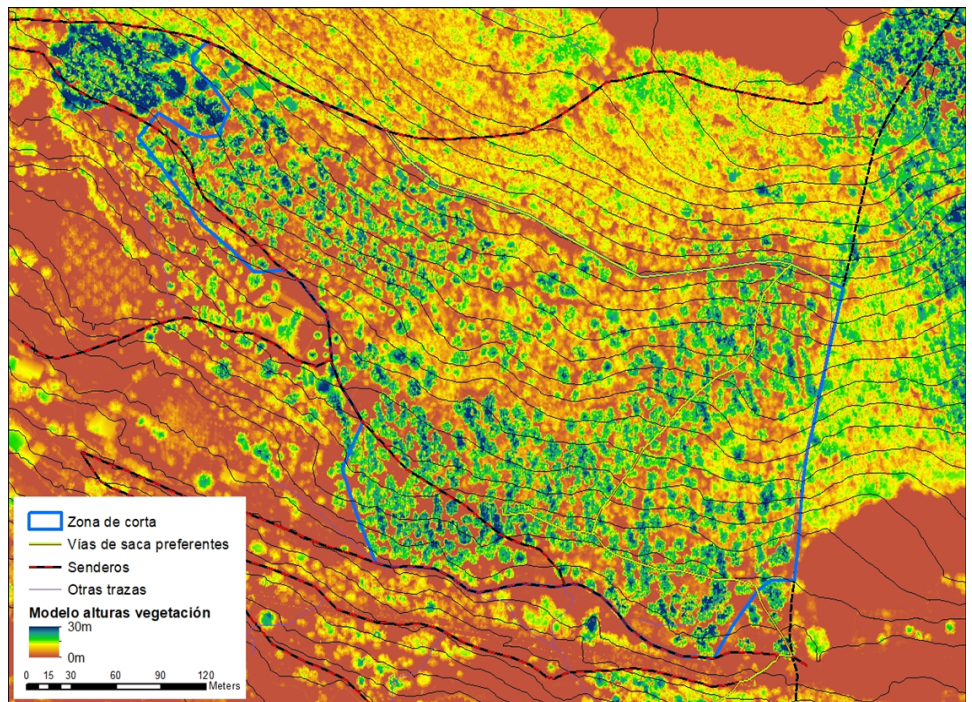 Zona de corta
Vías de saca preferentes
Senderos
Otras trazas
Modelo alturas vegetación
30m
0m
0 15 30 60 90 120
Meters